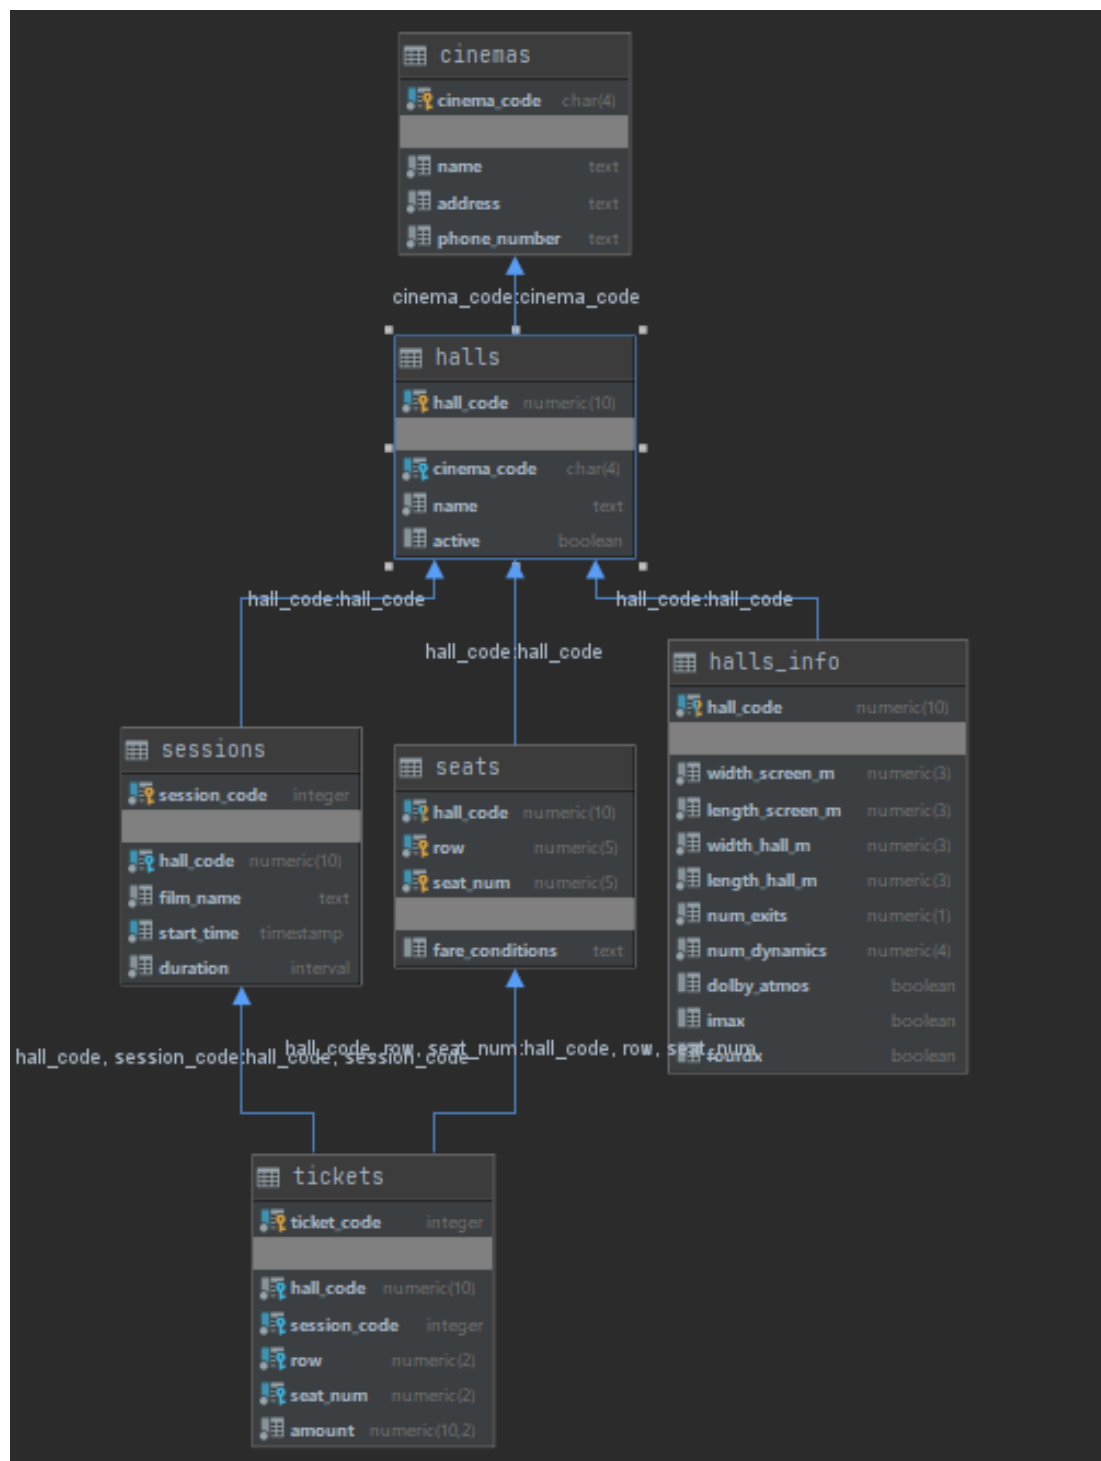 cinemas
cinema_code char(4)
name text
address text
phone_number text
cinema_code:cinema_code
halls
hall_code numeric(10)
cinema_code char(4)
name text
active boolean
hall_code:hall_code
hall_code:hall_code
hall_code:hall_code
halls_info
hall_code numeric(10)
width_screen_m numeric(3)
length_screen_m numeric(3)
width_hall_m numeric(3)
length_hall_m numeric(3)
num_exits numeric(1)
num_dynamics numeric(4)
dolby_atmos boolean
imax boolean
fourdx boolean
sessions
session_code integer
hall_code numeric(10)
film_name text
start_time timestamp
duration interval
seats
hall_code numeric(10)
row numeric(5)
seat_num numeric(5)
fare_conditions text
hall_code, row, seat_num:hall_code, row, seat_num
hall_code, session_code:hall_code, session_code
tickets
ticket_code integer
hall_code numeric(10)
session_code integer
row numeric(2)
seat_num numeric(2)
amount numeric(10,2)